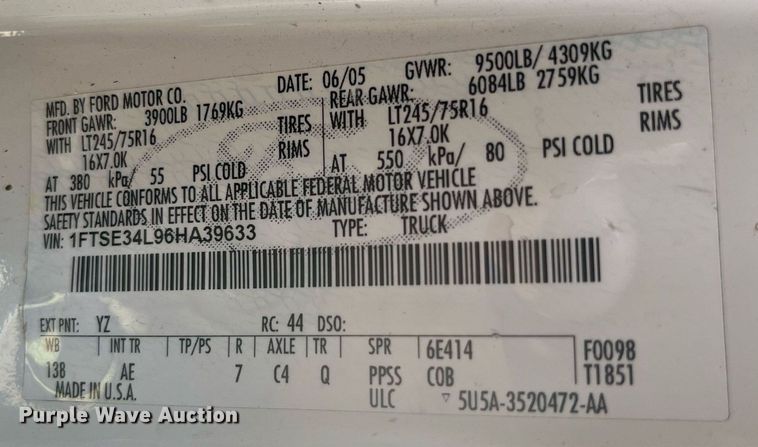 MFD. BY FORD MOTOR CO.
DATE: 06/05 GVWR: 9500LB/ 4309KG
FRONT GAWR: 3900LB 1769KG
REAR GAWR: 6084LB 2759KG
WITH LT245/75R16 TIRES
WITH LT245/75R16 TIRES
16X7.0K RIMS
16X7.0K RIMS
AT 380 kPa/ 55 PSI COLD
AT 550 kPa/ 80 PSI COLD
THIS VEHICLE CONFORMS TO ALL APPLICABLE FEDERAL MOTOR VEHICLE
SAFETY STANDARDS IN EFFECT ON THE DATE OF MANUFACTURE SHOWN ABOVE.
VIN: 1FTSE34L96HA39633 TYPE: TRUCK
EXT PNT: YZ RC: 44 DSO:
WB INT TR TP/PS R AXLE TR SPR 6E414 F0098
138 AE 7 C4 Q PPSS COB T1851
MADE IN U.S.A. ULC 5U5A-3520472-AA
Purple Wave Auction